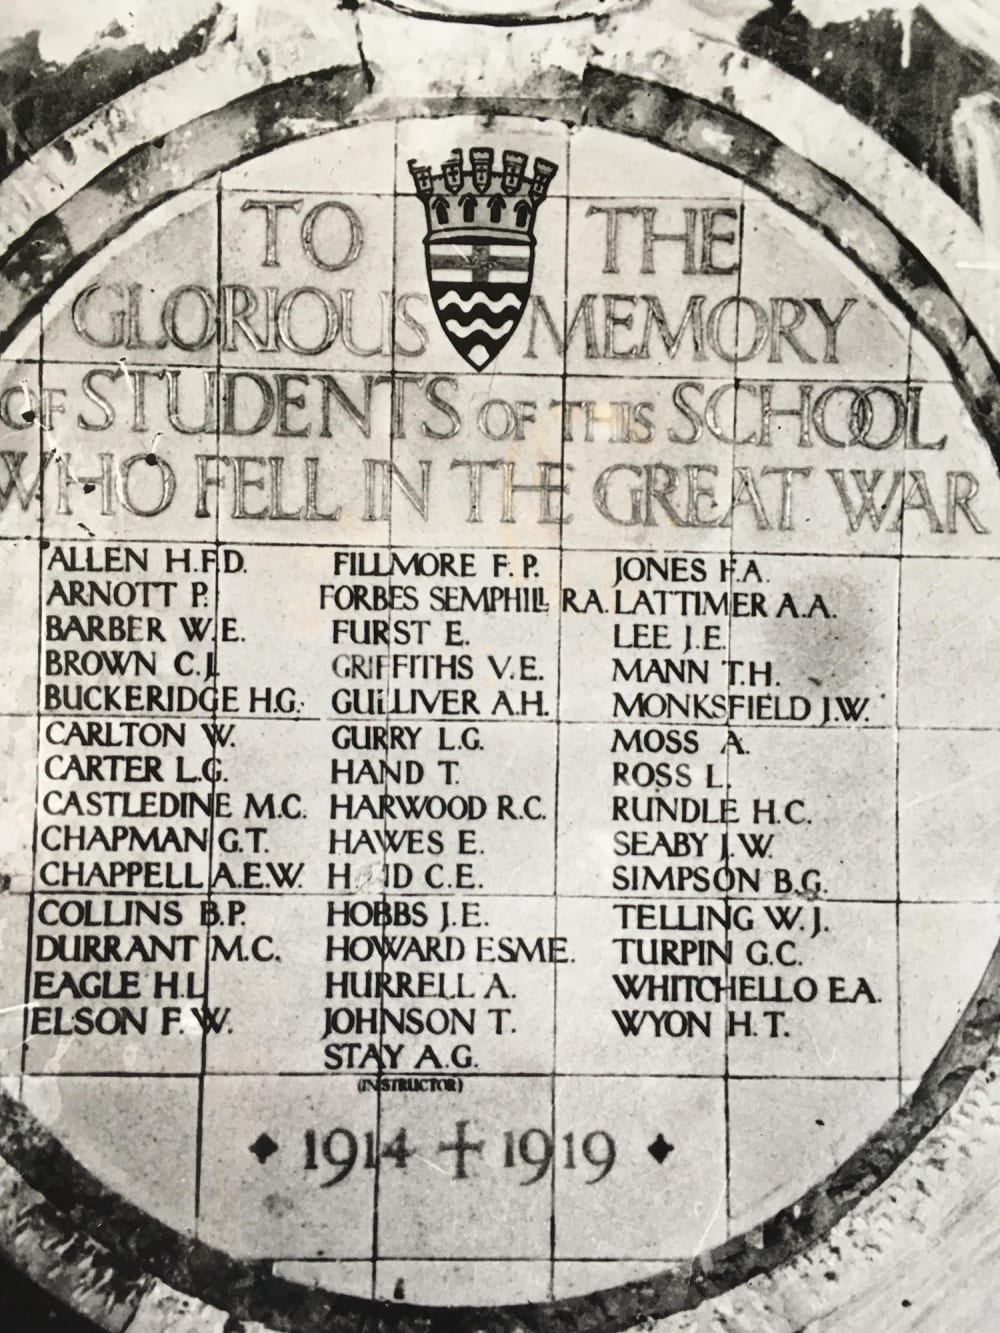 TO THE
GLORIOUS MEMORY
OF STUDENTS OF THIS SCHOOL
WHO FELL IN THE GREAT WAR
ALLEN H.F.D.
ARNOTT P.
BARBER W.E.
BROWN C.J.
BUCKERIDGE H.G.
CARLTON W.
CARTER L.G.
CASTLEDINE M.C.
CHAPMAN G.T.
CHAPPELL A.E.W.
COLLINS B.P.
DURRANT M.C.
EAGLE H.L.
ELSON F.W.
FILLMORE F.P.
FORBES SEMPHILL R.A.
FURST E.
GRIFFITHS V.E.
GULLIVER A.H.
GURRY L.G.
HAND T.
HARWOOD R.C.
HAWES E.
C.E.
HOBBS J.E.
HOWARD ESME.
HURRELL A.
JOHNSON T.
STAY A.G.
(INSTRUCTOR)
JONES F.A.
LATTIMER A.A.
LEE J.E.
MANN T.H.
MONKSFIELD J.W.
MOSS A.
ROSS L.
RUNDLE H.C.
SEABY J.W.
SIMPSON B.G.
TELLING W.J.
TURPIN G.C.
WHITCHELLO E.A.
WYON H.T.
1914 1919